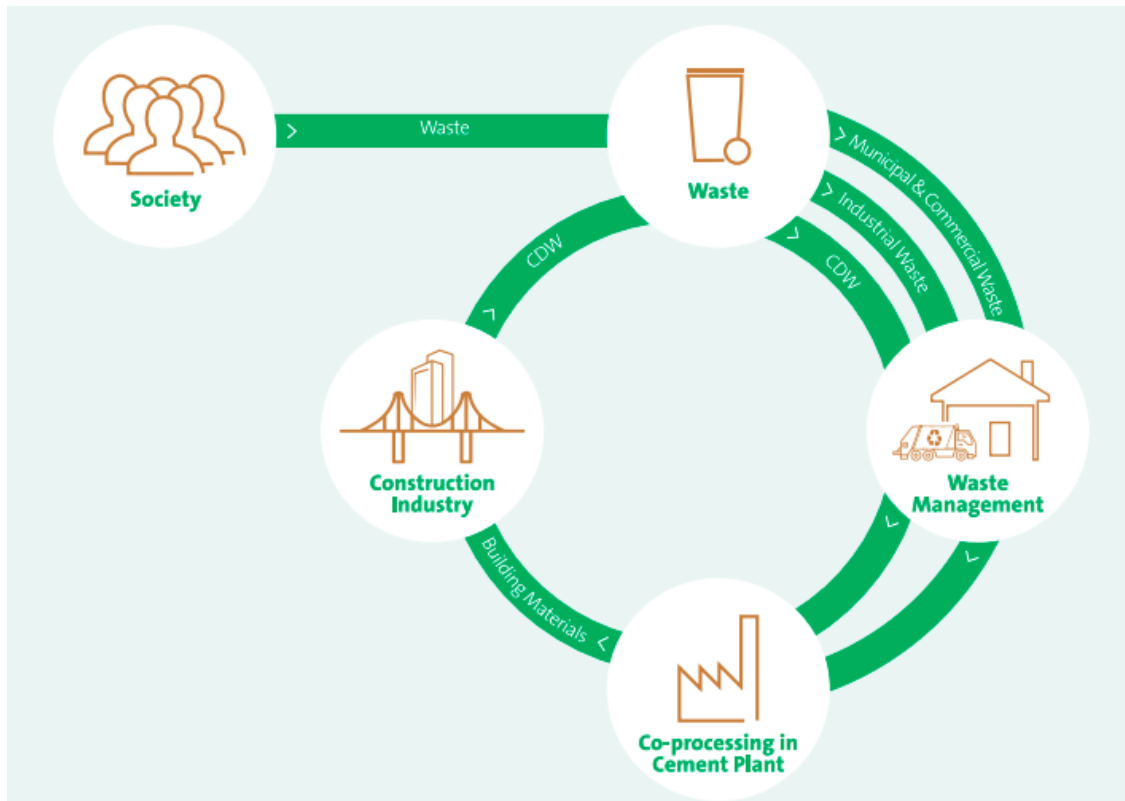 Waste
Society
Waste
Municipal & Commercial Waste
Industrial Waste
CDW
CDW
Construction
Industry
Waste
Management
Building Materials
Co-processing in
Cement Plant